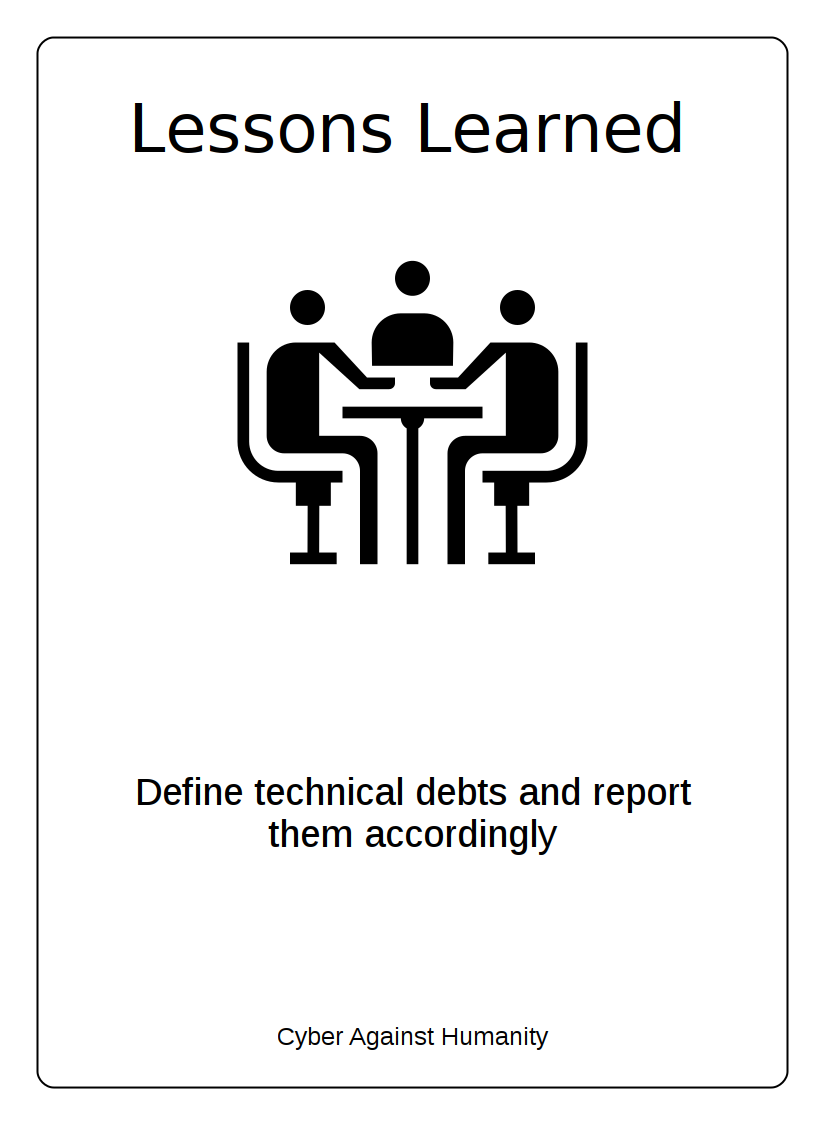 Lessons Learned
Define technical debts and report
them accordingly
Cyber Against Humanity